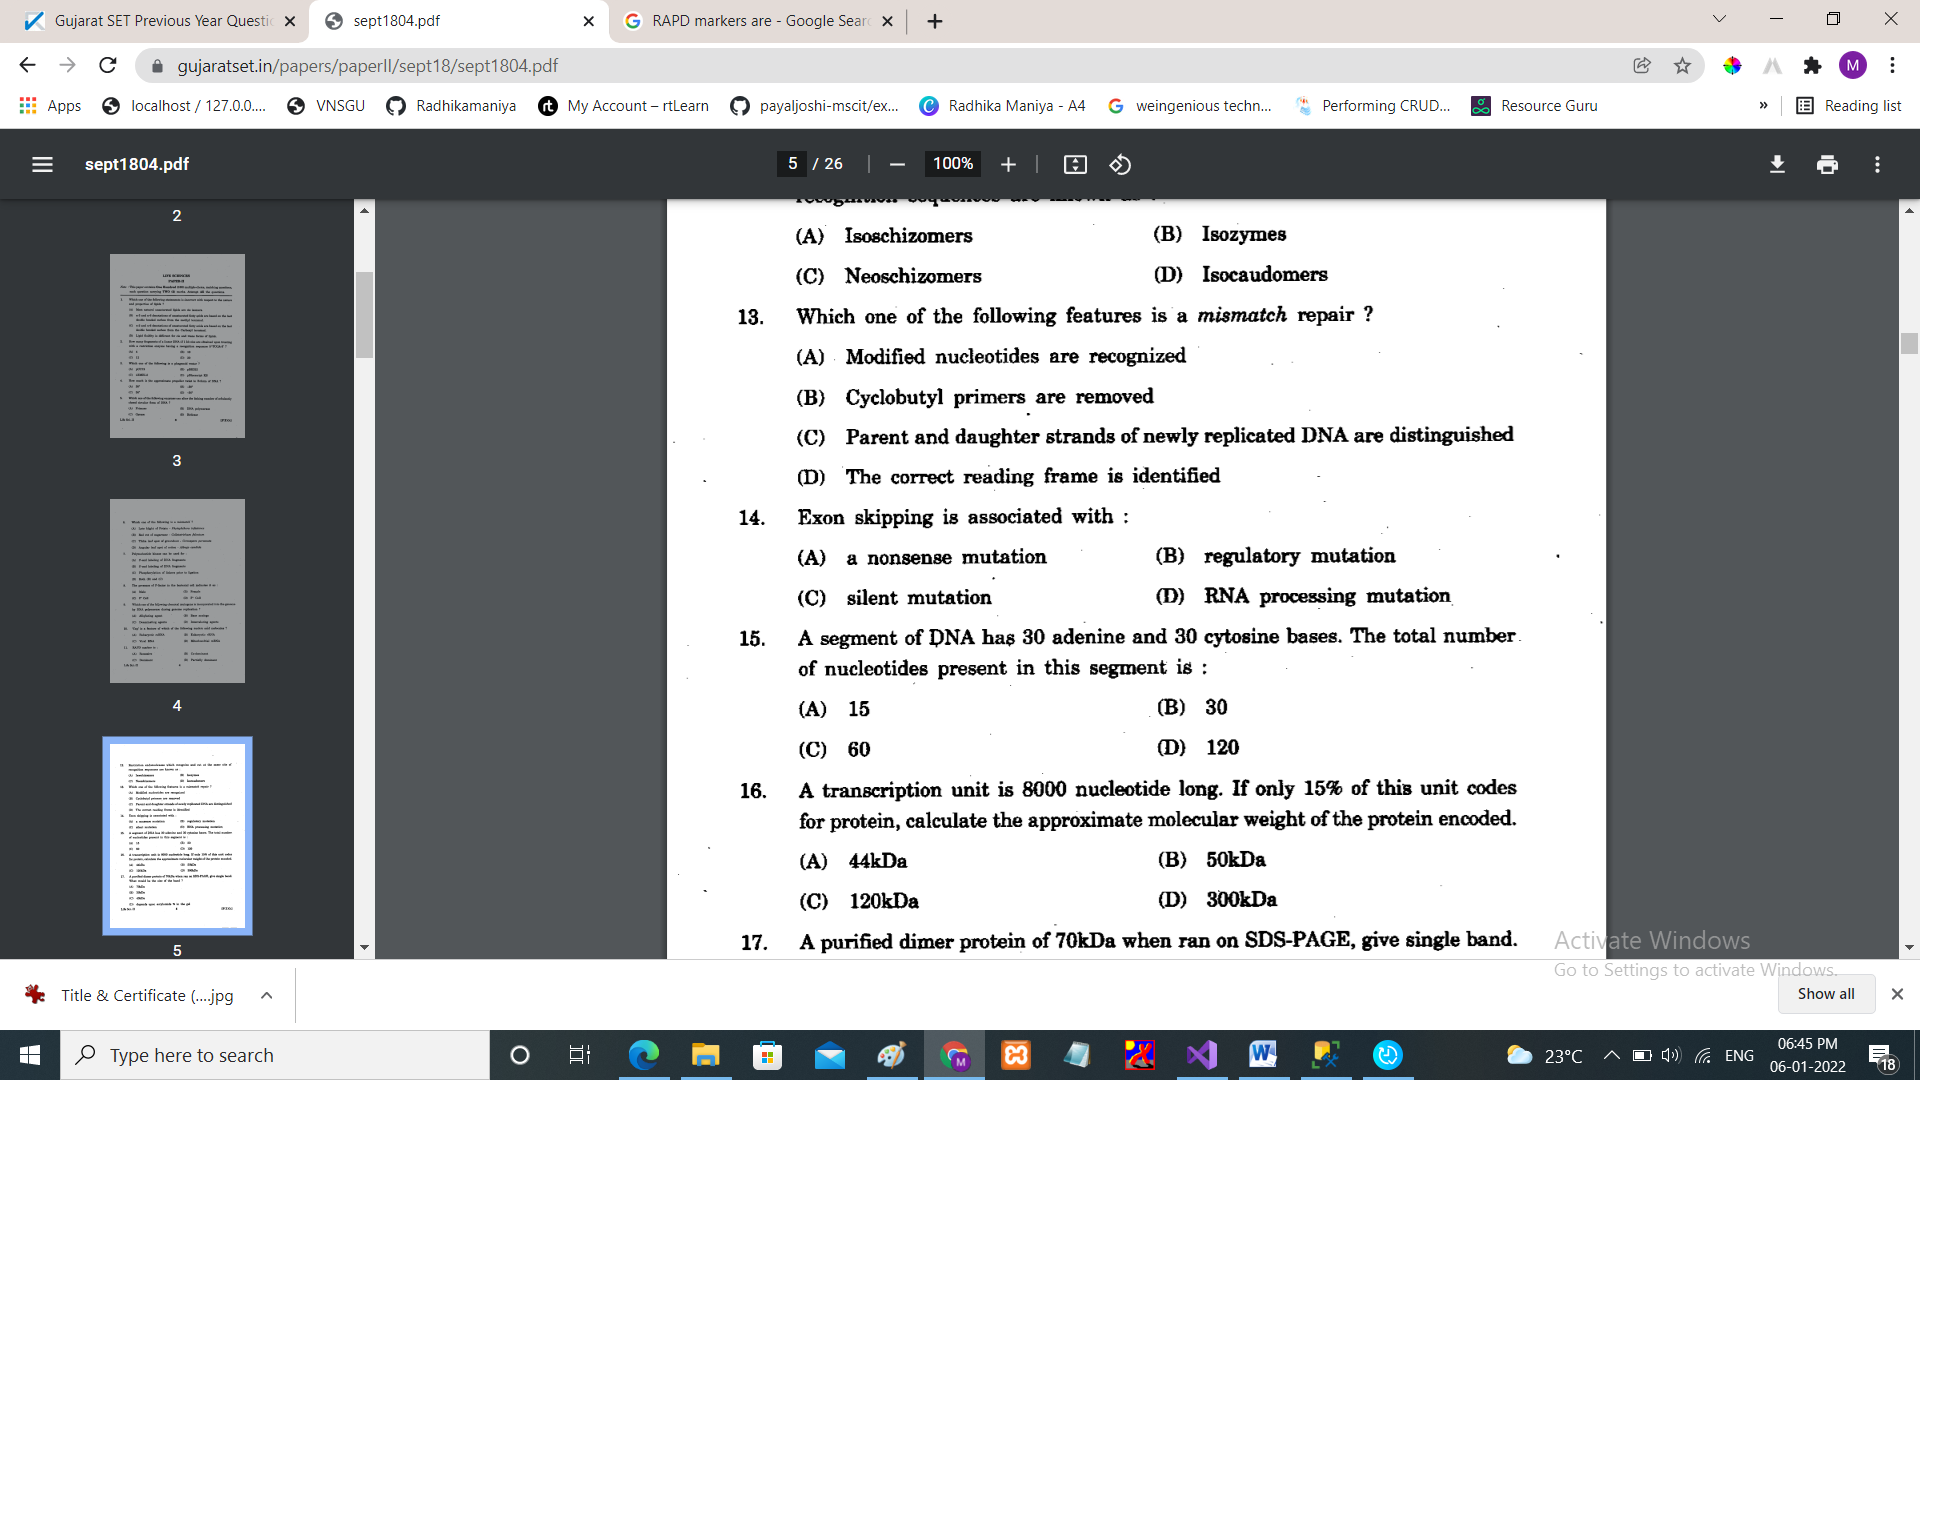 Gujarat SET Previous Year Questi
sept1804.pdf
RAPD markers are - Google Sear
gujaratset.in/papers/paperII/sept18/sept1804.pdf
M
Apps
localhost / 127.0.0....
VNSGU
Radhikamaniya
rt
My Account – rtLearn
payaljoshi-mscit/ex...
Radhika Maniya - A4
weingenious techn...
Performing CRUD...
Resource Guru
»
Reading list
sept1804.pdf
5 / 26
100%
2
3
4
5
recognition sequences are known as :
(A) Isoschizomers
(B) Isozymes
(C) Neoschizomers
(D) Isocaudomers
13. Which one of the following features is a mismatch repair ?
(A) Modified nucleotides are recognized
(B) Cyclobutyl primers are removed
(C) Parent and daughter strands of newly replicated DNA are distinguished
(D) The correct reading frame is identified
14. Exon skipping is associated with :
(A) a nonsense mutation
(B) regulatory mutation
(C) silent mutation
(D) RNA processing mutation
15. A segment of DNA has 30 adenine and 30 cytosine bases. The total number
of nucleotides present in this segment is :
(A) 15
(B) 30
(C) 60
(D) 120
16. A transcription unit is 8000 nucleotide long. If only 15% of this unit codes
for protein, calculate the approximate molecular weight of the protein encoded.
(A) 44kDa
(B) 50kDa
(C) 120kDa
(D) 300kDa
17. A purified dimer protein of 70kDa when ran on SDS-PAGE, give single band.
Activate Windows
Go to Settings to activate Windows.
Title & Certificate (....jpg
Show all
Type here to search
M
23°C
ENG
06:45 PM
06-01-2022
18